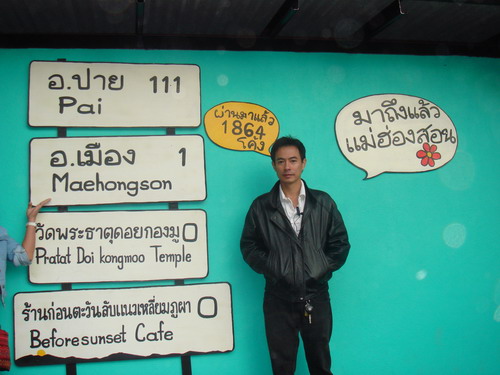 อ.ปาย 111
Pai
อ.เมือง 1
Maehongson
วัดพระธาตุดอยกองมู 0
Pratat Doi kongmoo Temple
ร้านก่อนตะวันลับแนวเหลี่ยมภูผา 0
Beforesunset Cafe
ผ่านมาแล้ว
1864
โค้ง
มาถึงแล้ว
แม่ฮ่องสอน